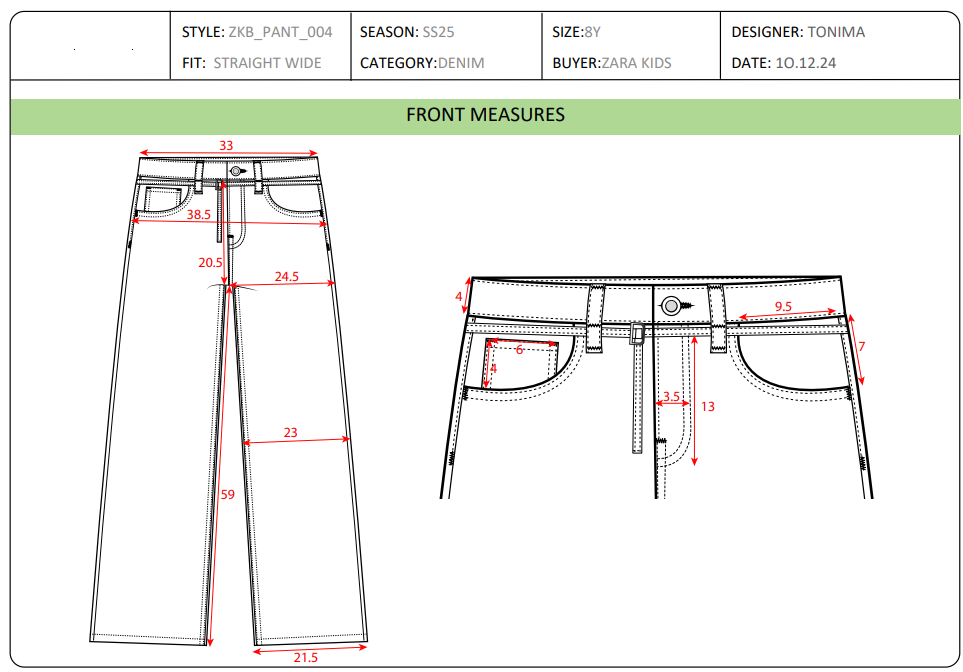 STYLE: ZKB_PANT_004
SEASON: SS25
SIZE:8Y
DESIGNER: TONIMA
FIT: STRAIGHT WIDE
CATEGORY:DENIM
BUYER:ZARA KIDS
DATE: 1O.12.24
FRONT MEASURES
33
38.5
20.5
24.5
23
59
21.5
4
9.5
6
4
7
3.5
13